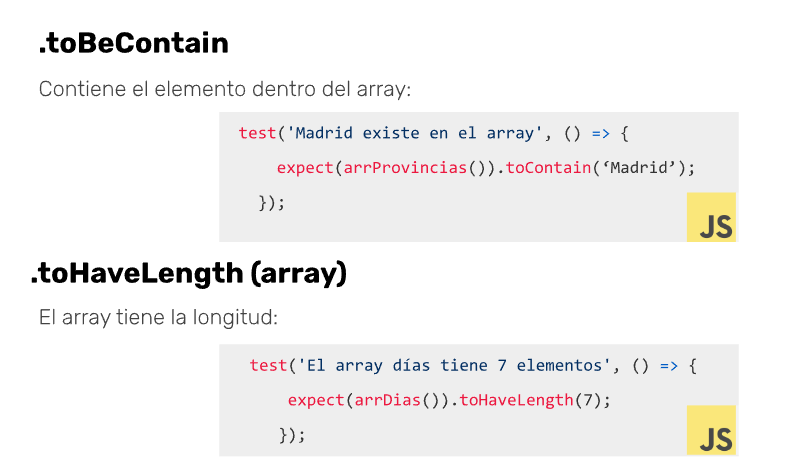 .toBeContain
Contiene el elemento dentro del array:
test('Madrid existe en el array', () => {
expect(arrProvincias()).toContain(‘Madrid’);
});
JS
.toHaveLength (array)
El array tiene la longitud:
test('El array días tiene 7 elementos', () => {
expect(arrDias()).toHaveLength(7);
});
JS